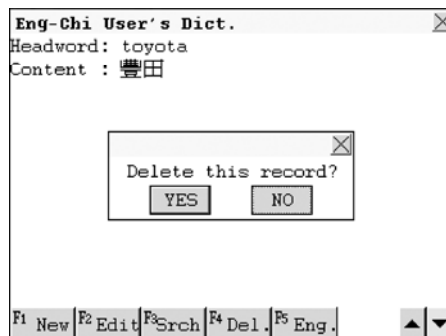 Eng-Chi User's Dict.
Headword: toyota
Content : 豐田
Delete this record?
YES NO
F1 New F2 Edit F3 Srch F4 Del. F5 Eng.